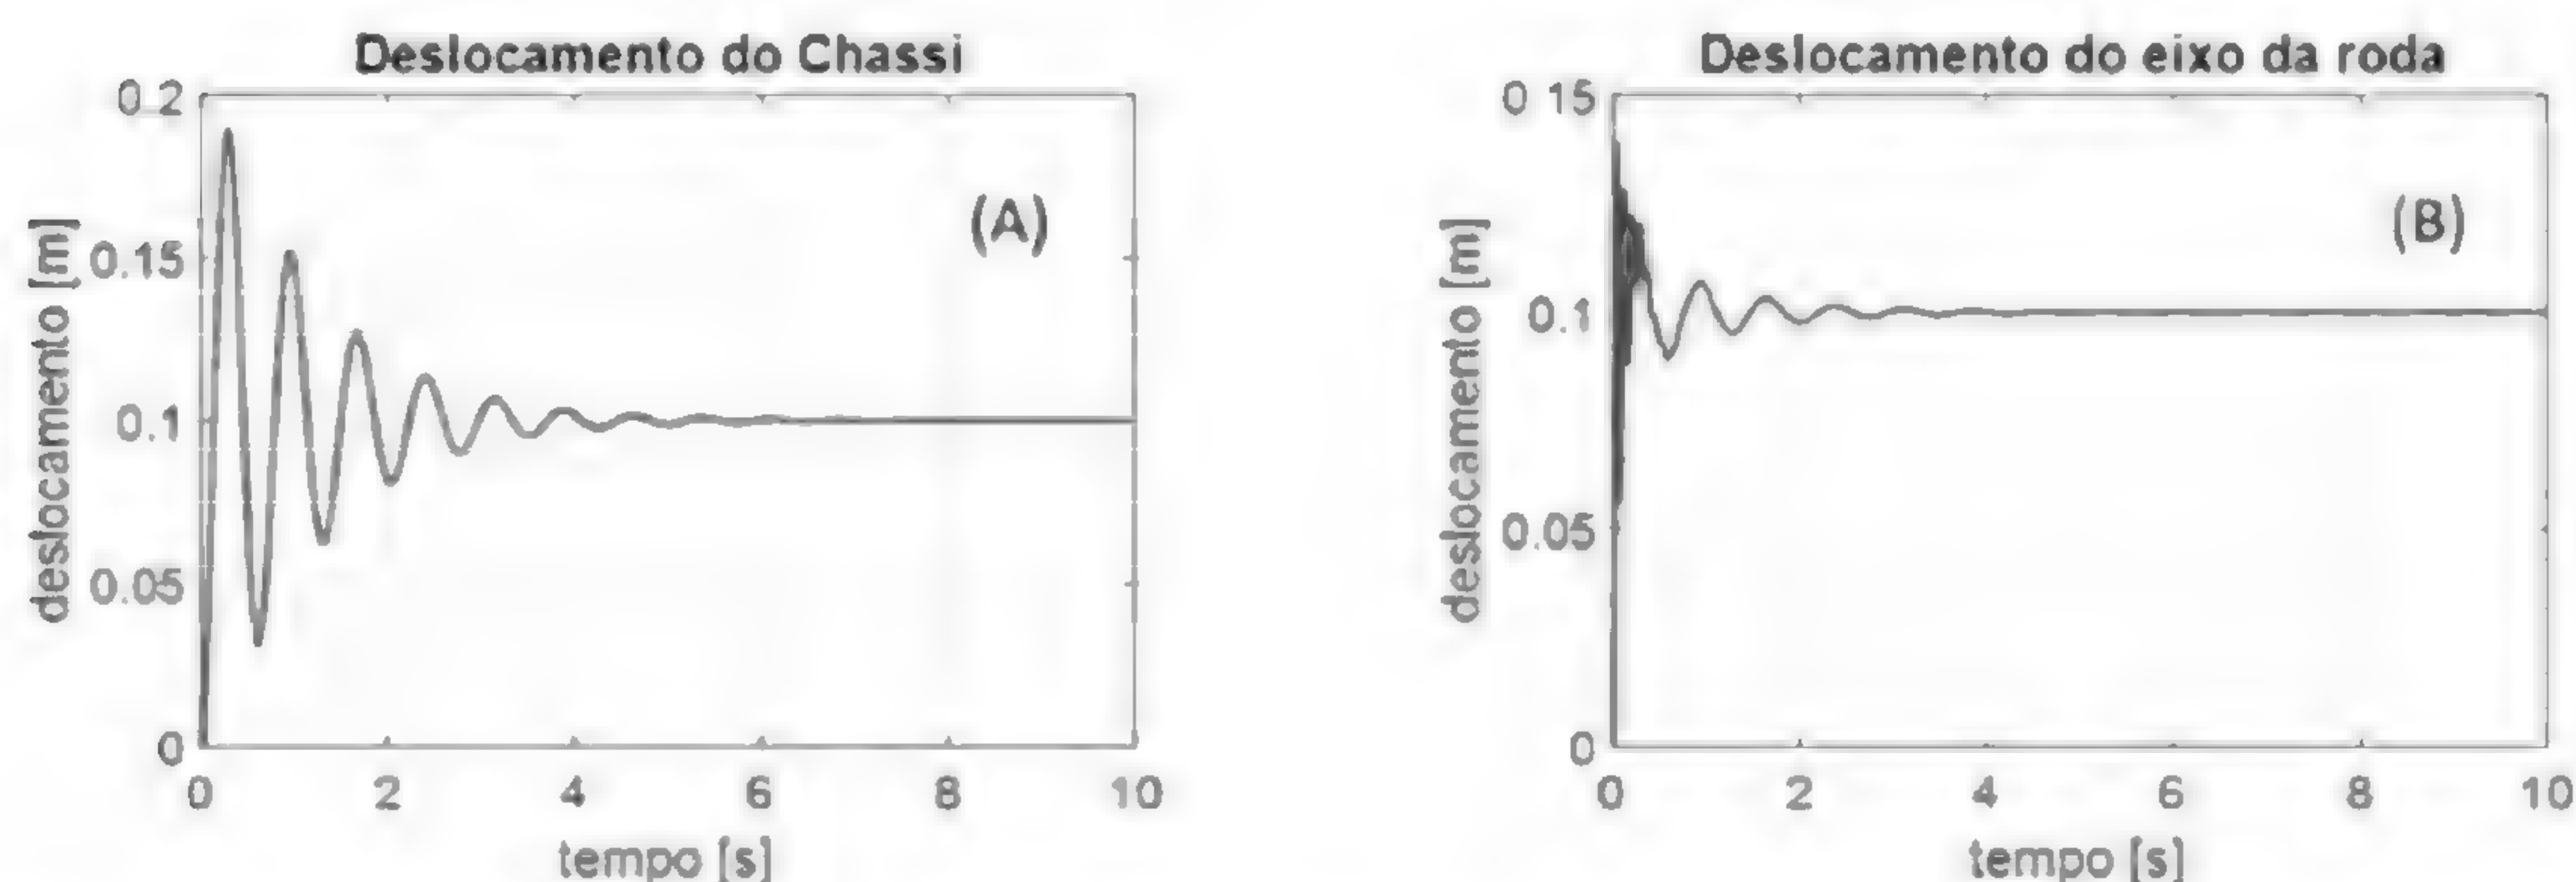 Deslocamento do Chassi
deslocamento [m]
0.2
0.15
0.1
0.05
0
0 2 4 6 8 10
tempo [s]
(A)
Deslocamento do eixo da roda
deslocamento [m]
0 15
0.1
0.05
0
0 2 4 6 8 10
tempo [s]
(B)